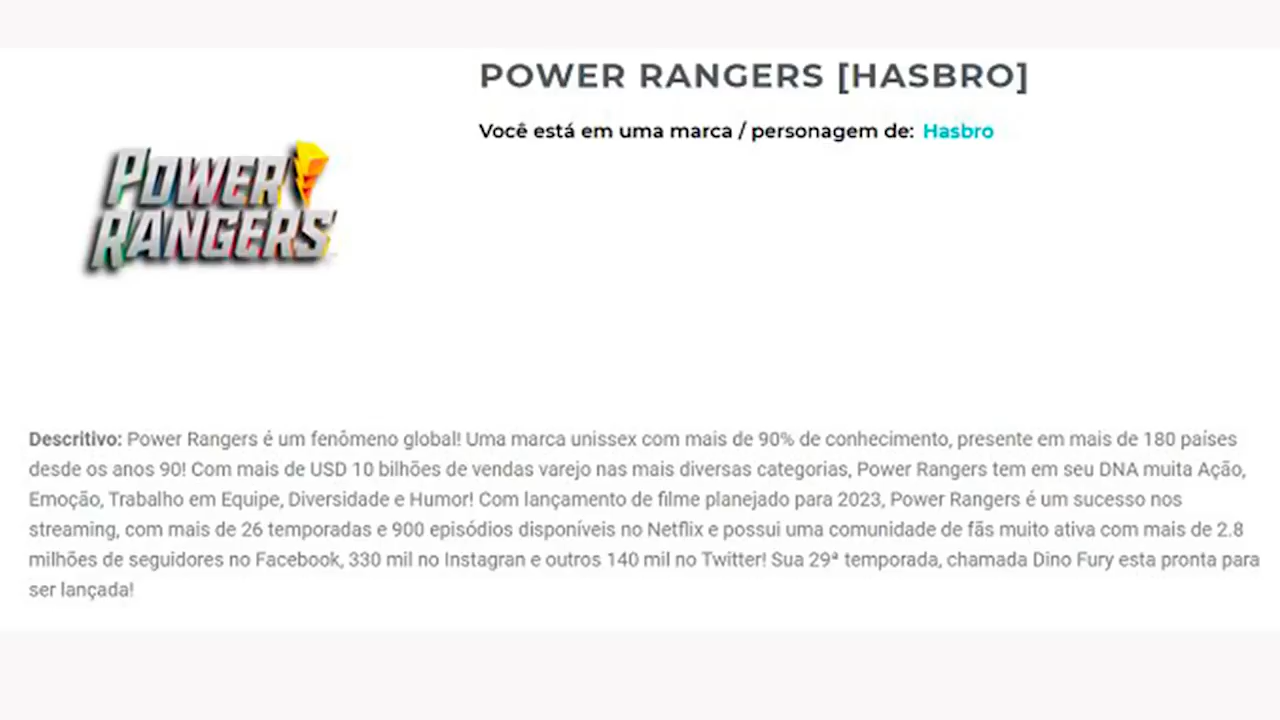 POWER RANGERS [HASBRO]
Você está em uma marca / personagem de: Hasbro
POWER
RANGERS
Descritivo: Power Rangers é um fenômeno global! Uma marca unissex com mais de 90% de conhecimento, presente em mais de 180 países
desde os anos 90! Com mais de USD 10 bilhões de vendas varejo nas mais diversas categorias, Power Rangers tem em seu DNA muita Ação,
Emoção, Trabalho em Equipe, Diversidade e Humor! Com lançamento de filme planejado para 2023, Power Rangers é um sucesso nos
streaming, com mais de 26 temporadas e 900 episódios disponíveis no Netflix e possui uma comunidade de fãs muito ativa com mais de 2.8
milhões de seguidores no Facebook, 330 mil no Instagran e outros 140 mil no Twitter! Sua 29ª temporada, chamada Dino Fury esta pronta para
ser lançada!